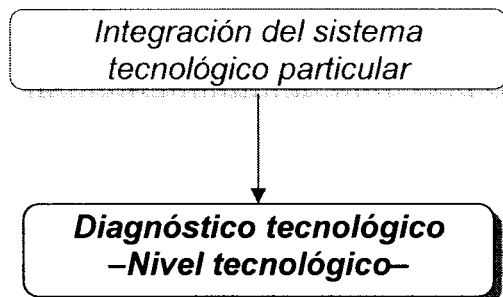 Integración del sistema
tecnológico particular
Diagnóstico tecnológico
–Nivel tecnológico–